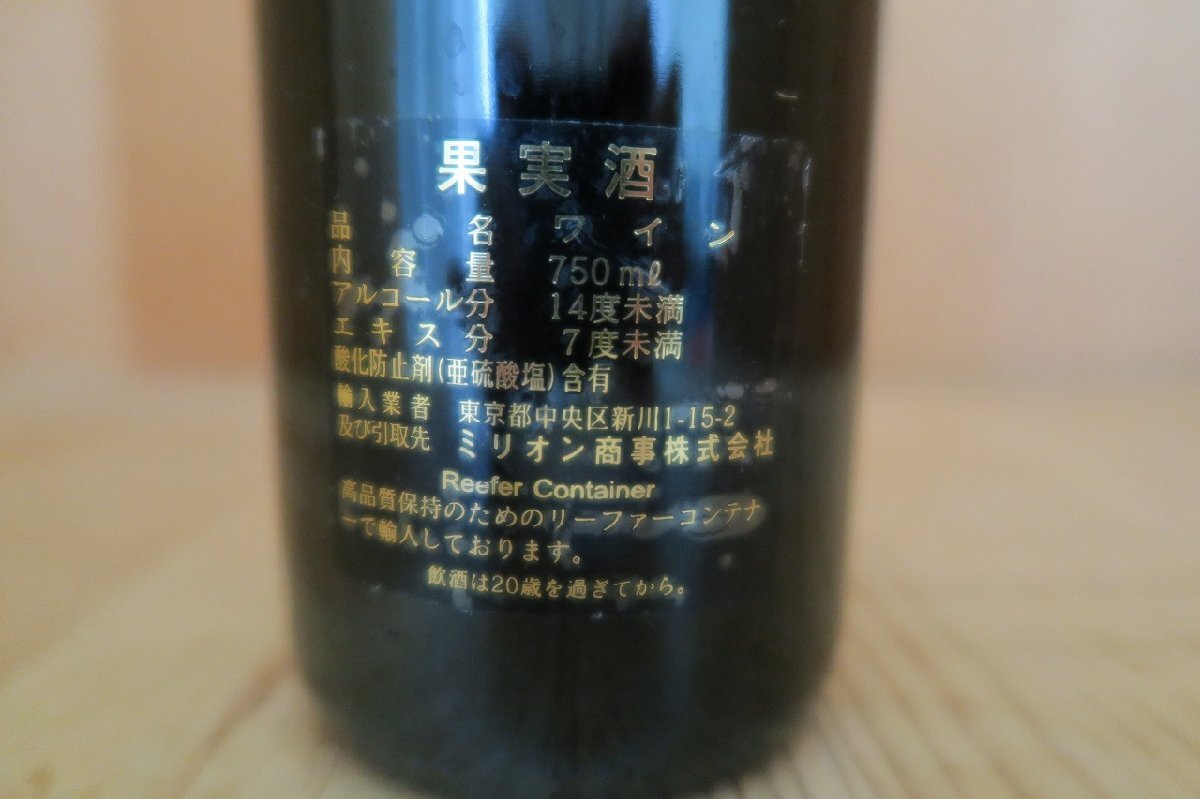 果実酒
品名 ワイン
内容量 750mℓ
アルコール分 14度未満
エキス分 7度未満
酸化防止剤(亜硫酸塩)含有
輸入業者 東京都中央区新川1-15-2
及び引取先 ミリオン商事株式会社
Reefer Container
高品質保持のためのリーファーコンテナ
ーで輸入しております。
飲酒は20歳を過ぎてから。